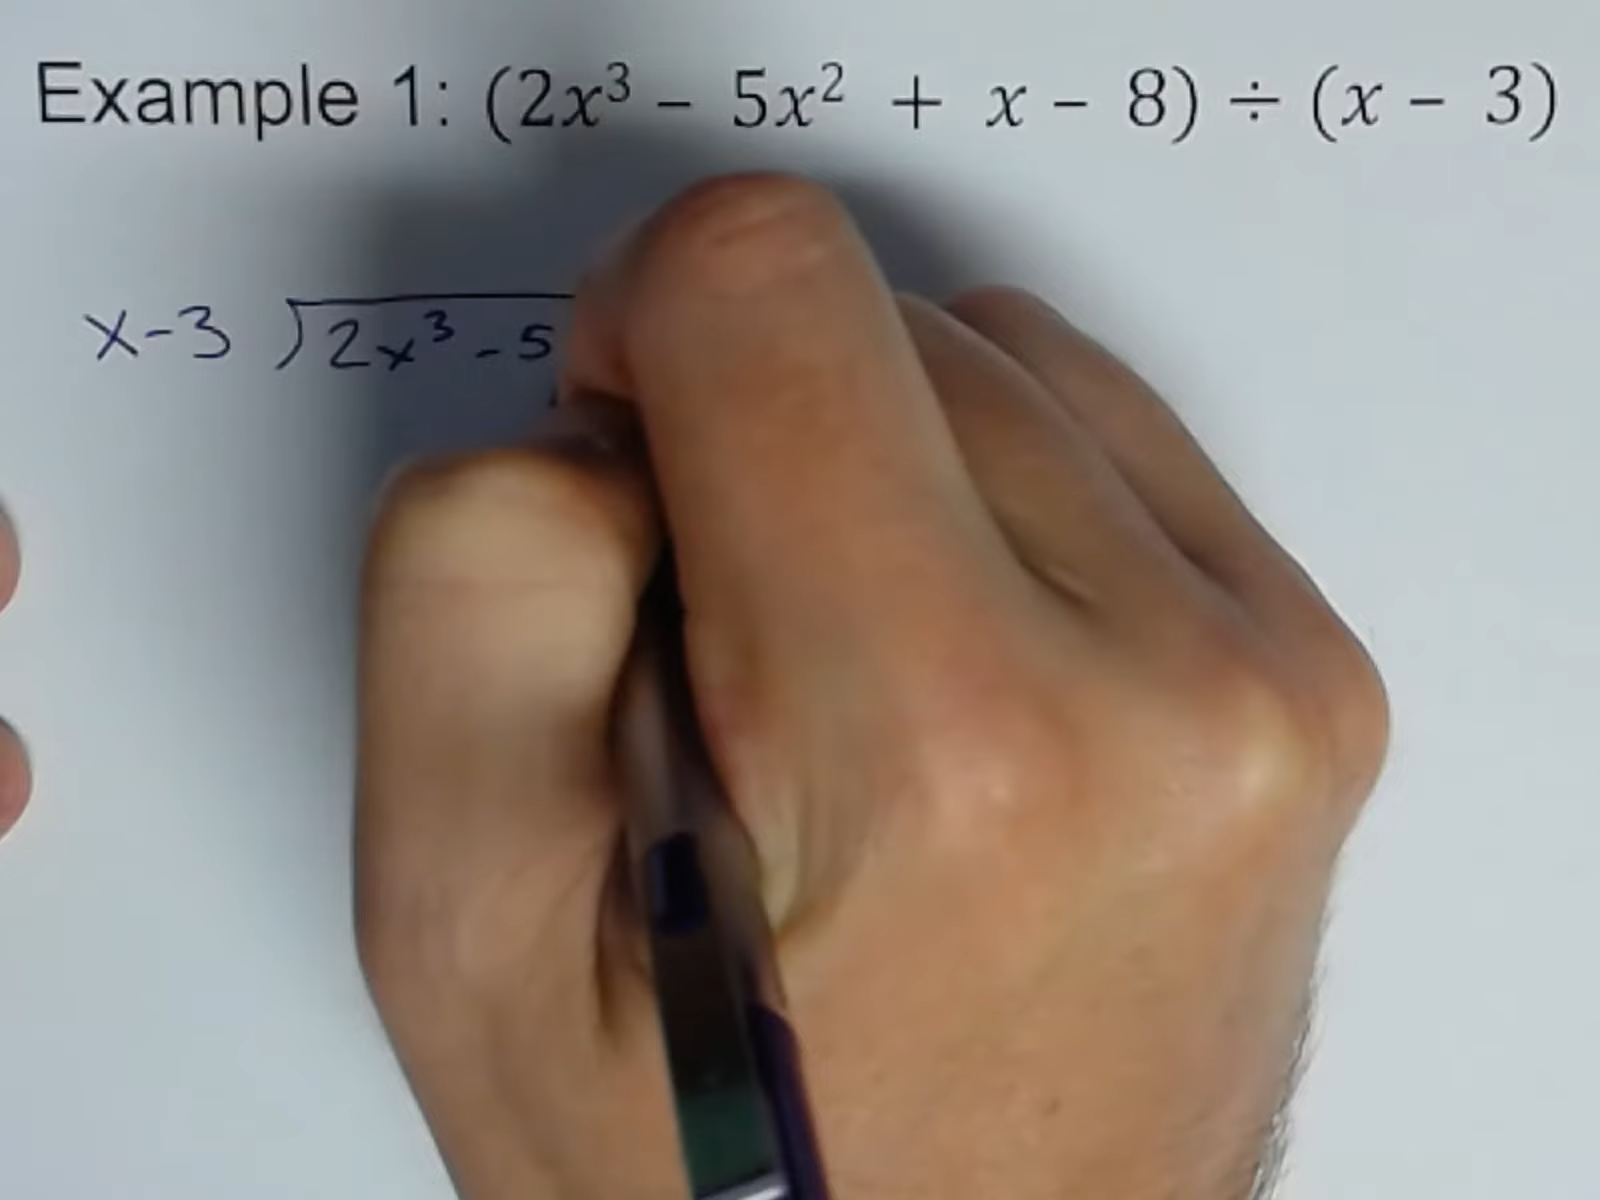 Example 1: (2x³ – 5x² + x – 8) ÷ (x – 3)
x-3 )2x³ - 5